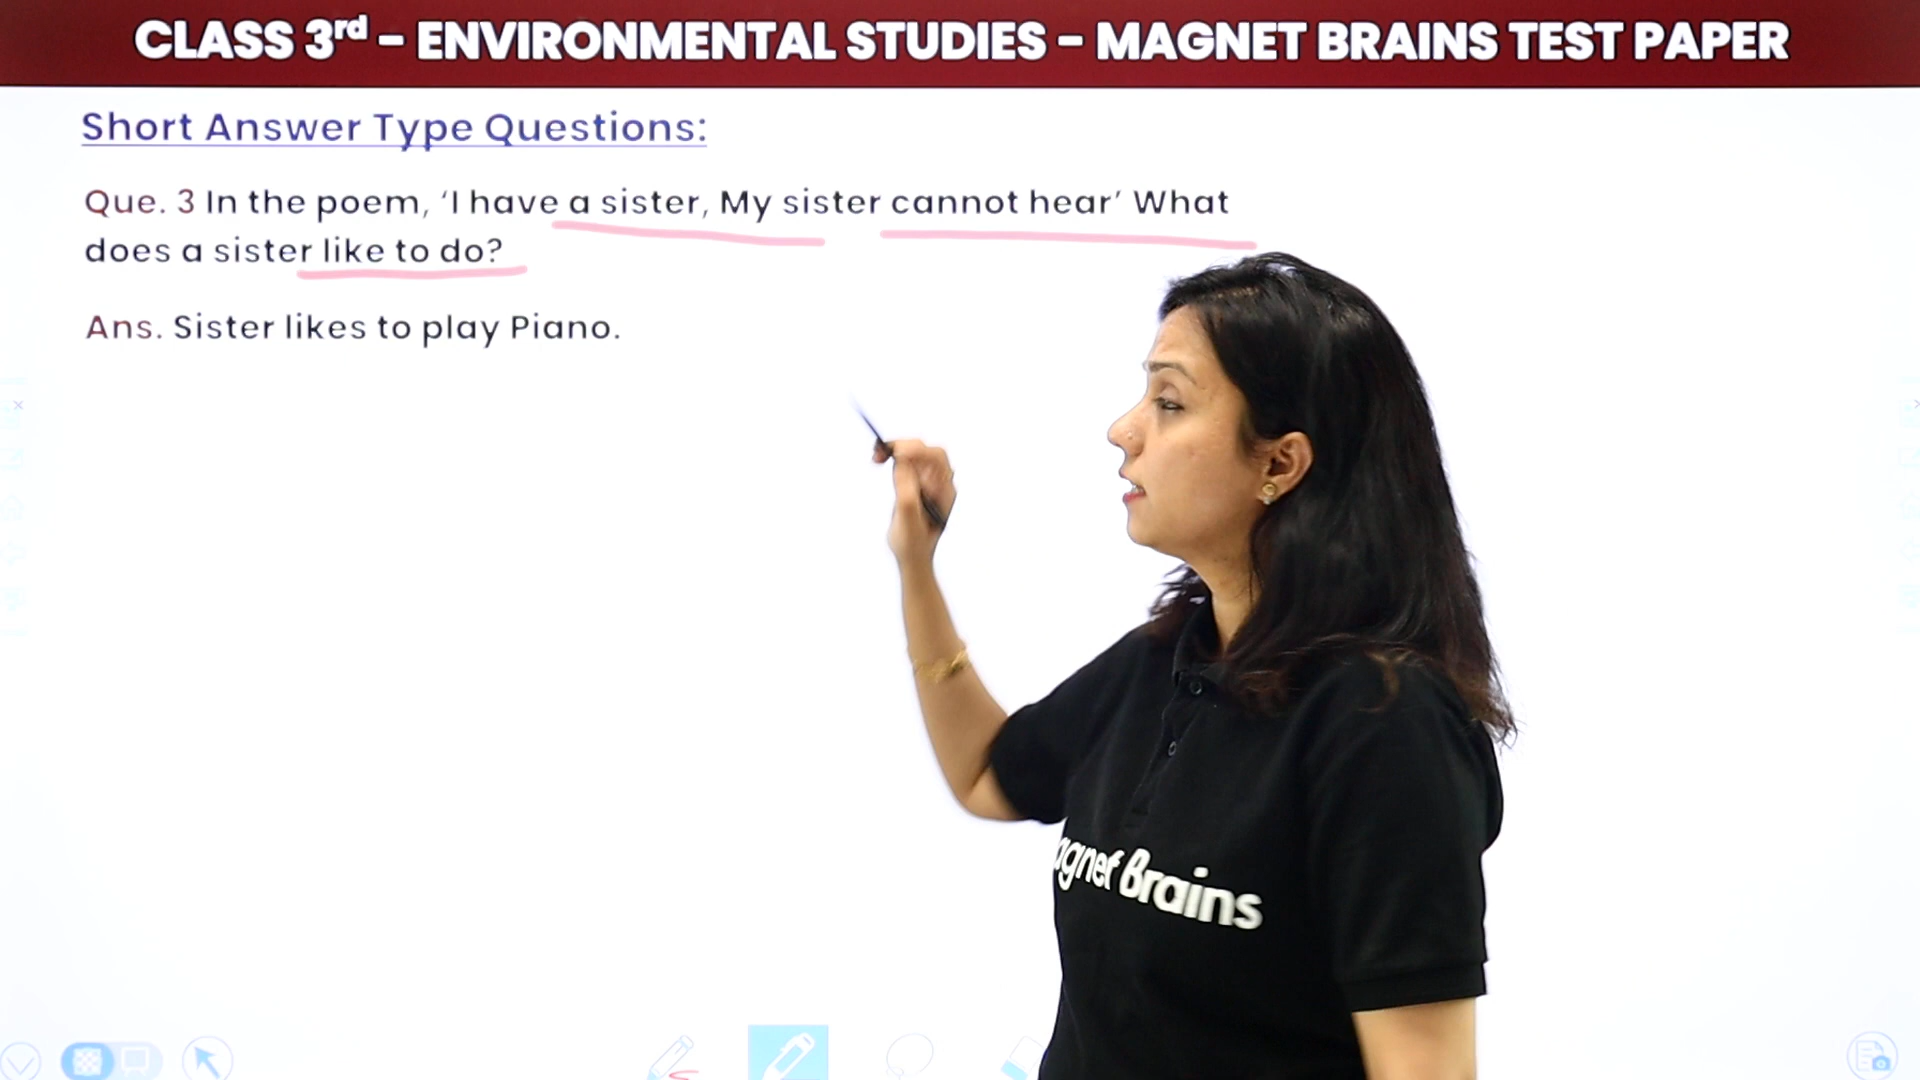 CLASS 3rd - ENVIRONMENTAL STUDIES - MAGNET BRAINS TEST PAPER
Short Answer Type Questions:
Que. 3 In the poem, ‘I have a sister, My sister cannot hear’ What
does a sister like to do?
Ans. Sister likes to play Piano.
agnet Brains